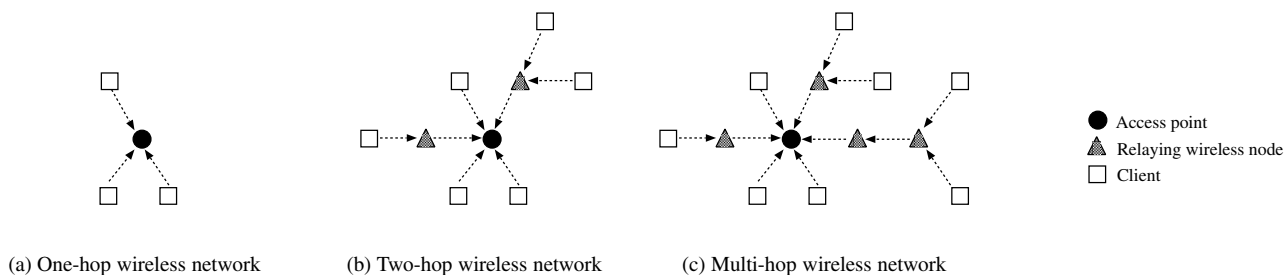 Access point
Relaying wireless node
Client
(a) One-hop wireless network
(b) Two-hop wireless network
(c) Multi-hop wireless network